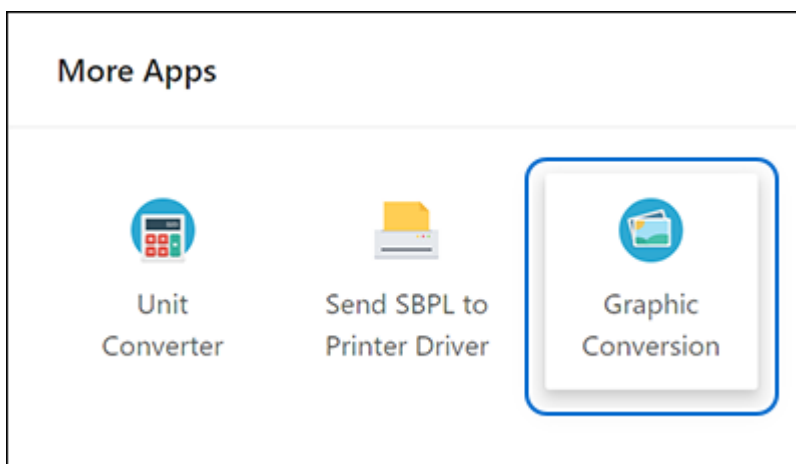 More Apps
Unit
Converter
Send SBPL to
Printer Driver
Graphic
Conversion